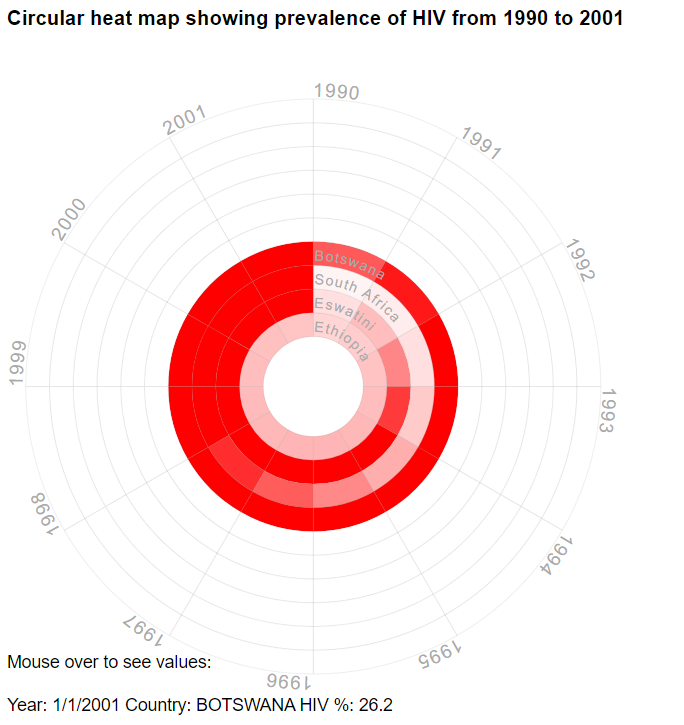 Circular heat map showing prevalence of HIV from 1990 to 2001
1990
1991
1992
1993
1994
1995
1996
1997
1998
1999
2000
2001
Botswana
South Africa
Eswatini
Ethiopia
Mouse over to see values:
Year: 1/1/2001 Country: BOTSWANA HIV %: 26.2